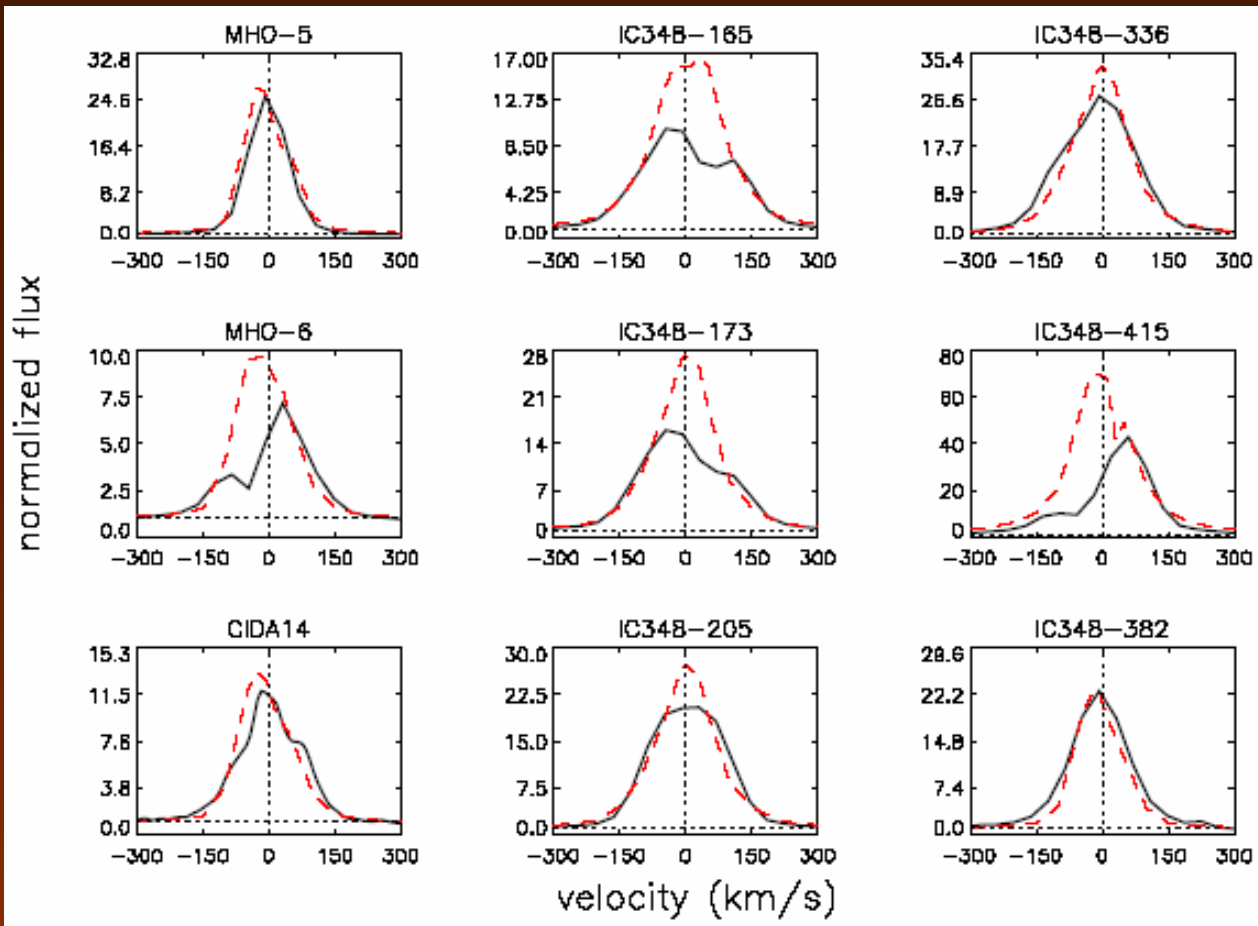 MHO-5
IC348-165
IC348-336
32.8
24.6
16.4
8.2
0.0
17.00
12.75
8.50
4.25
0.00
35.4
26.6
17.7
8.9
0.0
-300 -150 0 150 300
-300 -150 0 150 300
-300 -150 0 150 300
normalized flux
MHO-6
IC348-173
IC348-415
10.0
7.5
5.0
2.5
0.0
28
21
14
7
0
80
60
40
20
0
-300 -150 0 150 300
-300 -150 0 150 300
-300 -150 0 150 300
CIDA14
IC348-205
IC348-382
15.3
11.5
7.6
3.8
0.0
30.0
22.5
15.0
7.5
0.0
29.6
22.2
14.8
7.4
0.0
-300 -150 0 150 300
-300 -150 0 150 300
-300 -150 0 150 300
velocity (km/s)